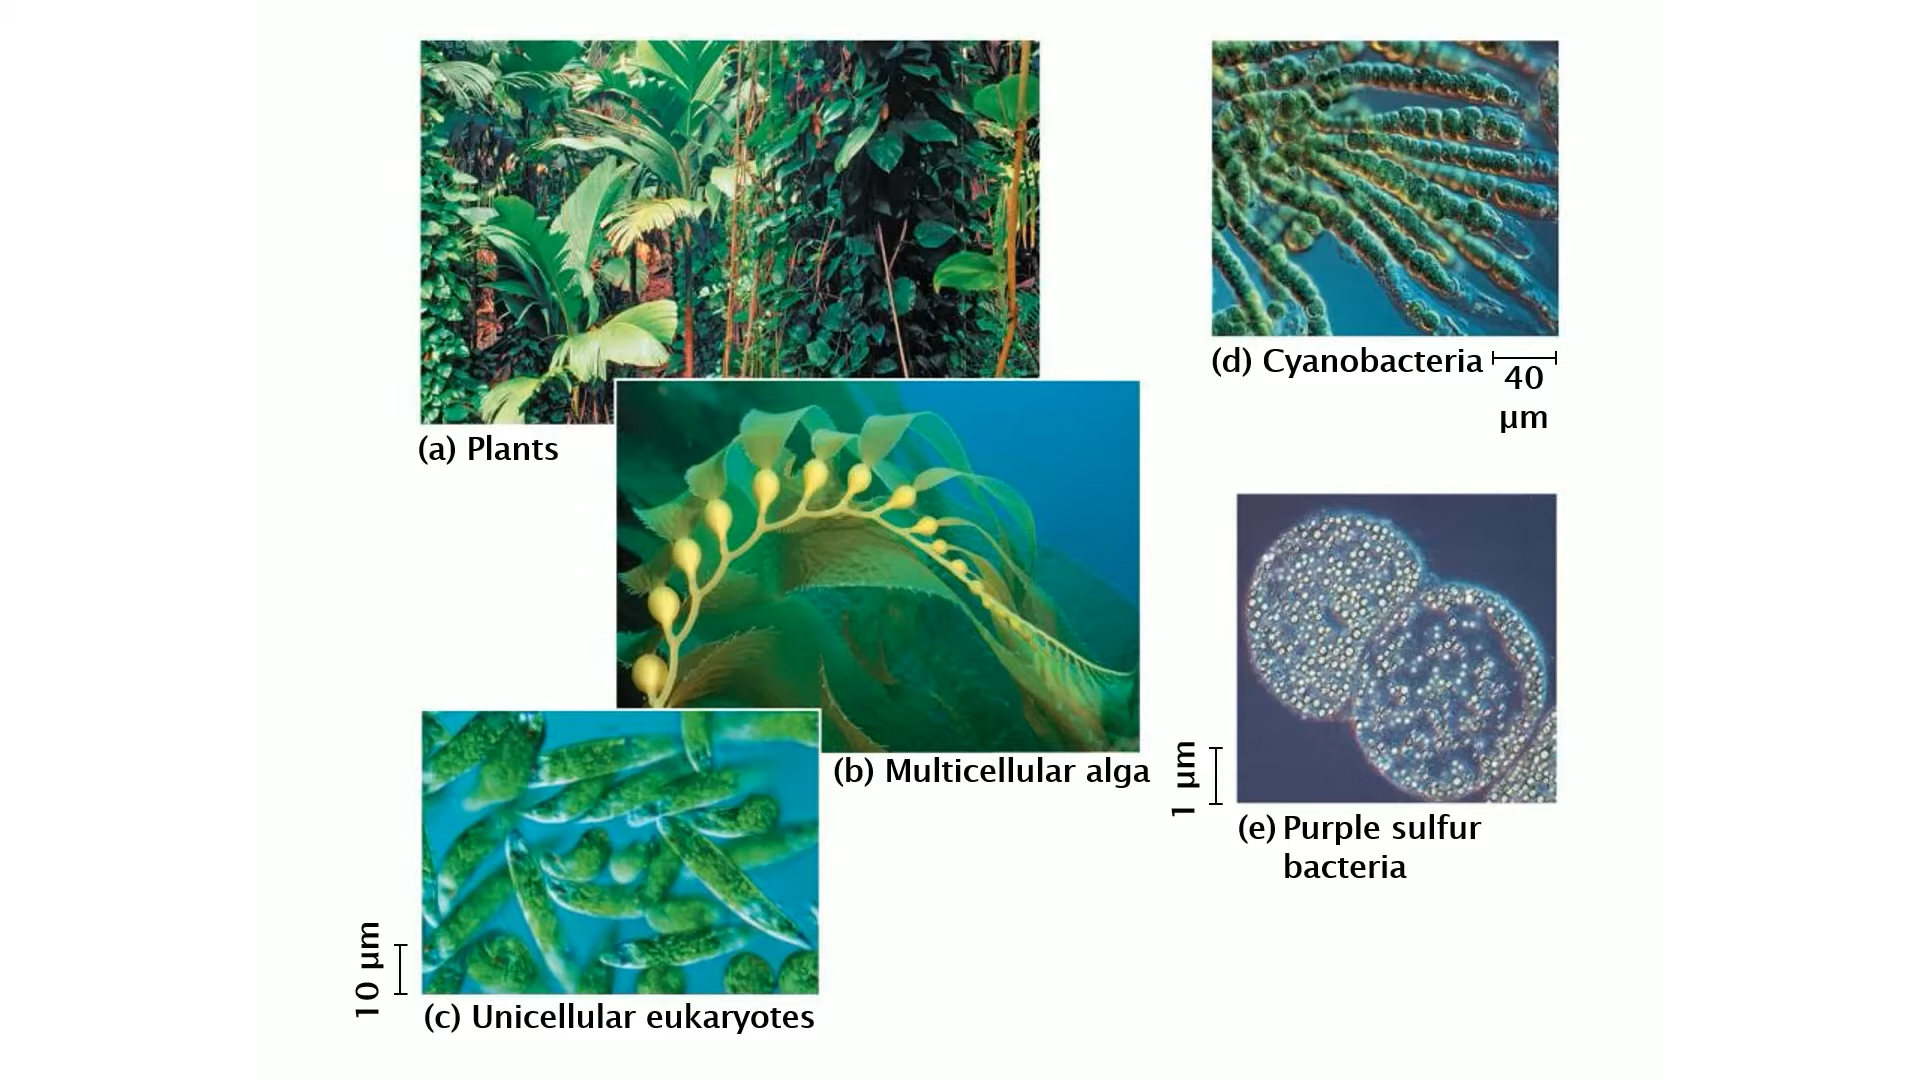 (a) Plants
(b) Multicellular alga
10 μm
(c) Unicellular eukaryotes
(d) Cyanobacteria
40
μm
1 μm
(e) Purple sulfur
bacteria